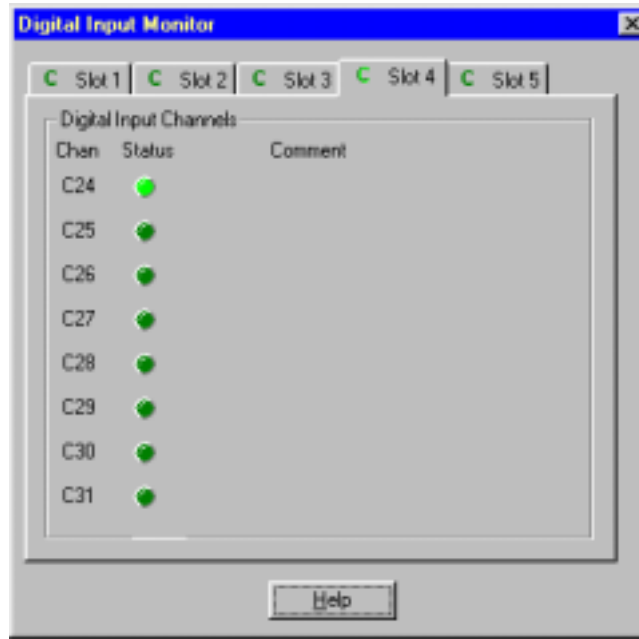 Digital Input Monitor
C Slot 1 C Slot 2 C Slot 3 C Slot 4 C Slot 5
Digital Input Channels
Chan Status Comment
C24
C25
C26
C27
C28
C29
C30
C31
Help